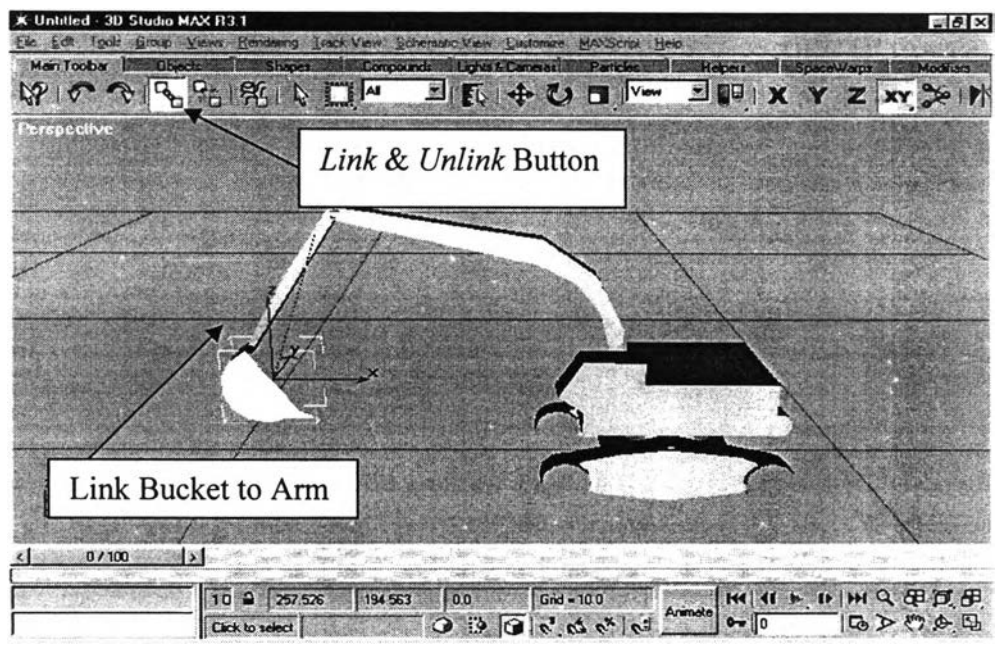 Untitled - 3D Studio MAX R3.1
File Edit Tools Group Views Rendering Track View Schematic View Customize MAXScript Help
Main Toolbar Objects Shapes Compounds Lights & Cameras Particles Helpers SpaceWarps Modifiers
All View X Y Z XY
Perspective
Link & Unlink Button
z
y
x
Link Bucket to Arm
< 0 / 100 >
257.526 194.563 0.0 Grid = 10.0
Animate
Click to select
0